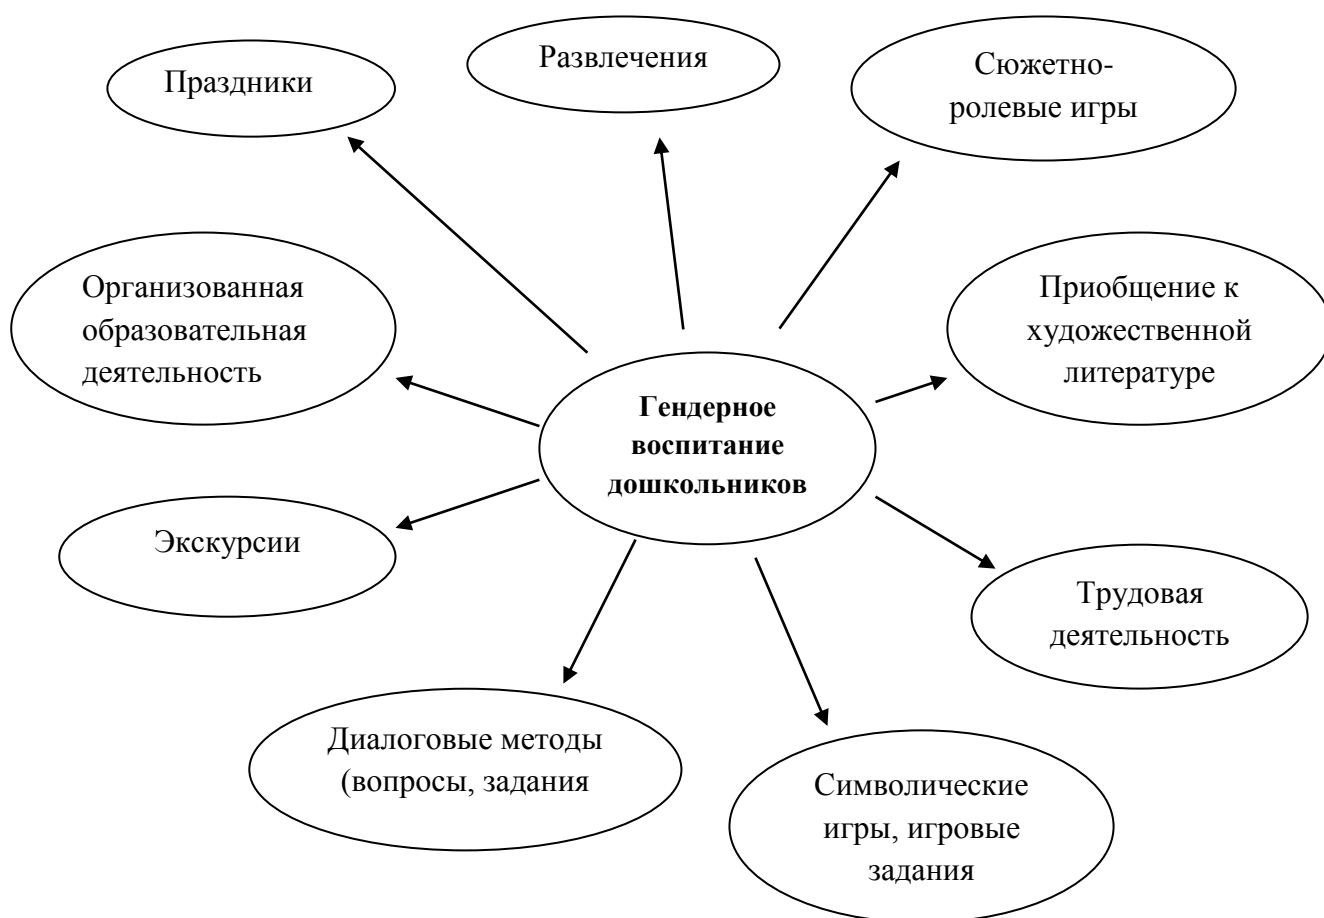 Праздники
Развлечения
Сюжетно-
ролевые игры
Организованная
образовательная
деятельность
Приобщение к
художественной
литературе
Гендерное
воспитание
дошкольников
Экскурсии
Трудовая
деятельность
Диалоговые методы
(вопросы, задания
Символические
игры, игровые
задания